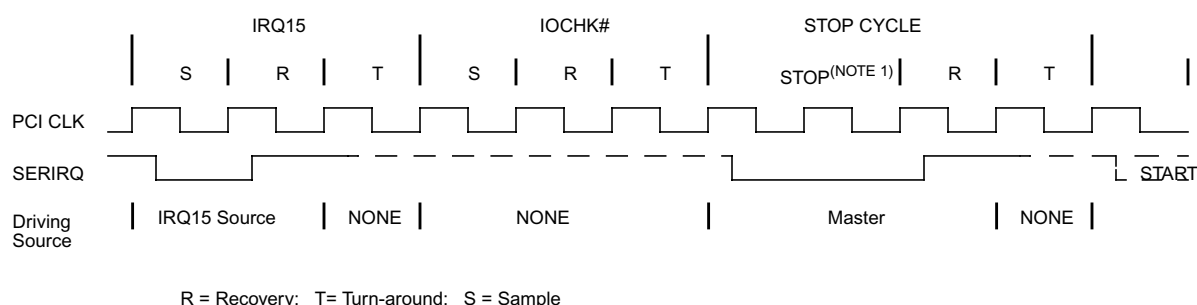 IRQ15 IOCHK# STOP CYCLE
S R T S R T STOP(NOTE 1) R T
PCI CLK
SERIRQ START
Driving Source IRQ15 Source NONE NONE Master NONE
R = Recovery; T= Turn-around; S = Sample